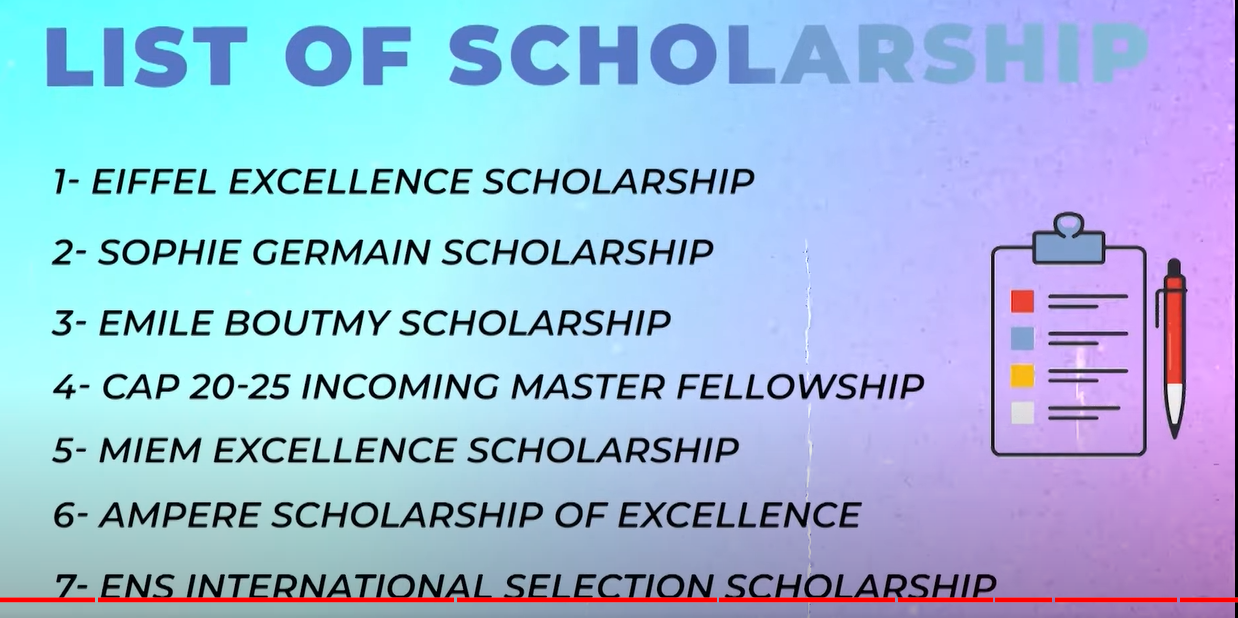 LIST OF SCHOLARSHIP
1- EIFFEL EXCELLENCE SCHOLARSHIP
2- SOPHIE GERMAIN SCHOLARSHIP
3- EMILE BOUTMY SCHOLARSHIP
4- CAP 20-25 INCOMING MASTER FELLOWSHIP
5- MIEM EXCELLENCE SCHOLARSHIP
6- AMPERE SCHOLARSHIP OF EXCELLENCE
7- ENS INTERNATIONAL SELECTION SCHOLARSHIP